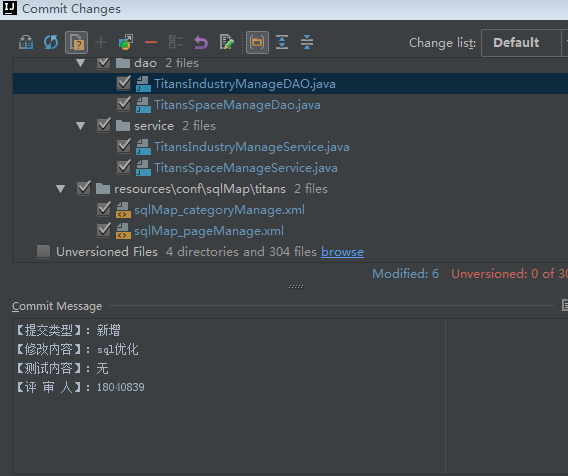 Commit Changes
Change list: Default
dao 2 files
TitansIndustryManageDAO.java
TitansSpaceManageDao.java
service 2 files
TitansIndustryManageService.java
TitansSpaceManageService.java
resources\conf\sqlMap\titans 2 files
sqlMap_categoryManage.xml
sqlMap_pageManage.xml
Unversioned Files 4 directories and 304 files browse
Modified: 6 Unversioned: 0 of 30
Commit Message
【提交类型】: 新增
【修改内容】: sql优化
【测试内容】: 无
【评 审 人】: 18040839